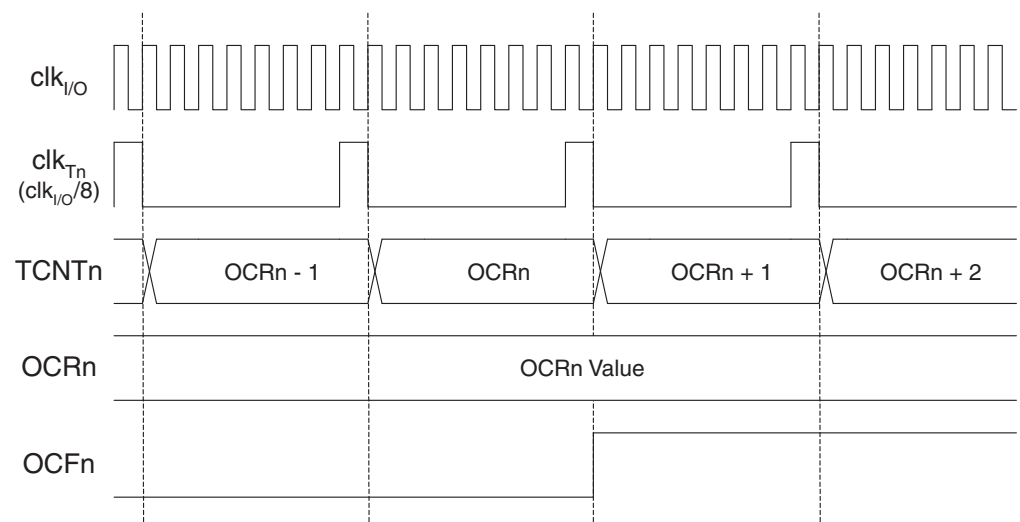 clkI/O
clkTn
(clkI/O/8)
TCNTn
OCRn - 1
OCRn
OCRn + 1
OCRn + 2
OCRn
OCRn Value
OCFn